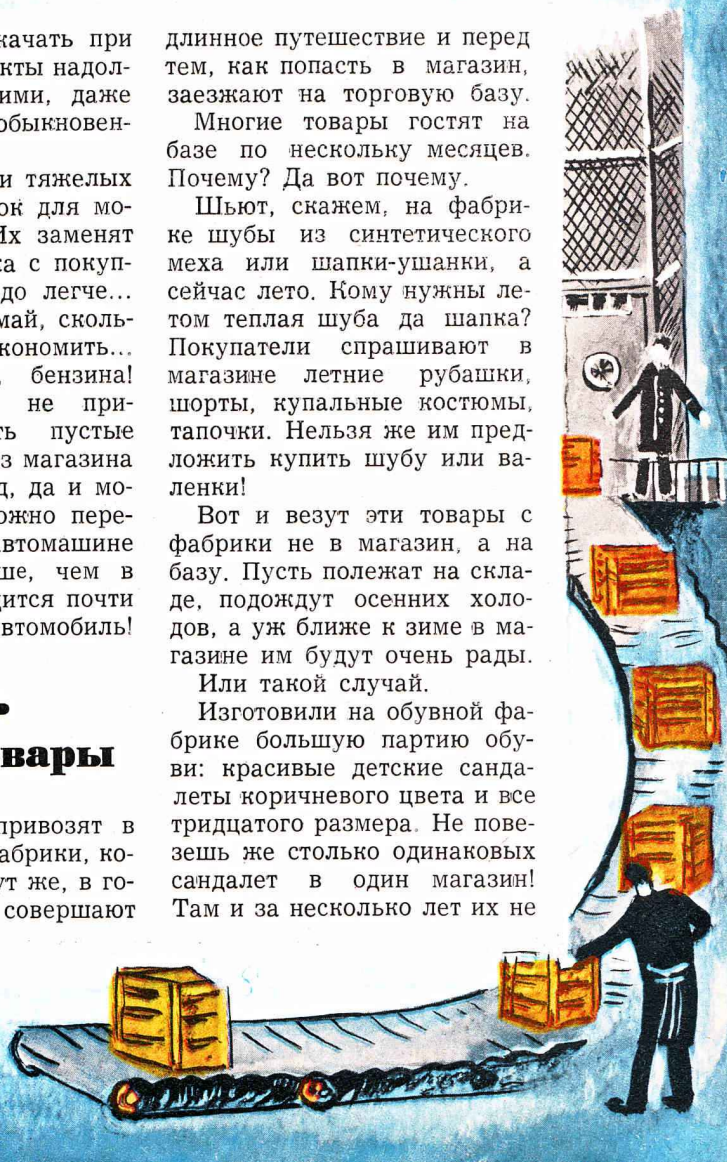 качать при
кты надол-
ими, даже
обыкновен-
и тяжелых
ок для мо-
Их заменят
ка с покуп-
до легче...
май, сколь-
кономить...
бензина!
не при-
ть пустые
з магазина
д, да и мо-
ожно пере-
автомашине
ше, чем в
дится почти
автомобиль!
вары
привозят в
абрики, ко-
ут же, в го-
совершают
длинное путешествие и перед
тем, как попасть в магазин,
заезжают на торговую базу.
Многие товары гостят на
базе по нескольку месяцев.
Почему? Да вот почему.
Шьют, скажем, на фабри-
ке шубы из синтетического
меха или шапки-ушанки, а
сейчас лето. Кому нужны ле-
том теплая шуба да шапка?
Покупатели спрашивают в
магазине летние рубашки,
шорты, купальные костюмы,
тапочки. Нельзя же им пред-
ложить купить шубу или ва-
ленки!
Вот и везут эти товары с
фабрики не в магазин, а на
базу. Пусть полежат на скла-
де, подождут осенних холо-
дов, а уж ближе к зиме в ма-
газине им будут очень рады.
Или такой случай.
Изготовили на обувной фа-
брике большую партию обу-
ви: красивые детские санда-
леты коричневого цвета и все
тридцатого размера. Не пове-
зешь же столько одинаковых
сандалет в один магазин!
Там и за несколько лет их не